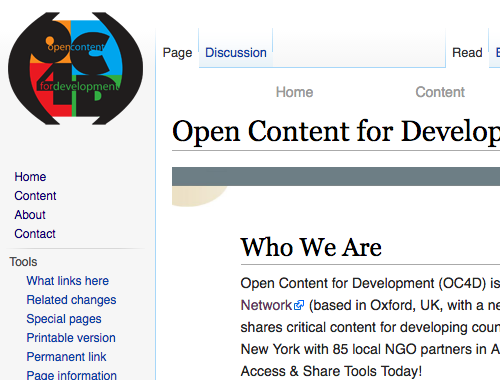 opencontent
fordevelopment
Page Discussion Read
Home Content
Open Content for Develop
Home
Content
About
Contact
Tools
What links here
Related changes
Special pages
Printable version
Permanent link
Page information
Who We Are
Open Content for Development (OC4D) is
Network (based in Oxford, UK, with a ne
shares critical content for developing coun
New York with 85 local NGO partners in A
Access & Share Tools Today!